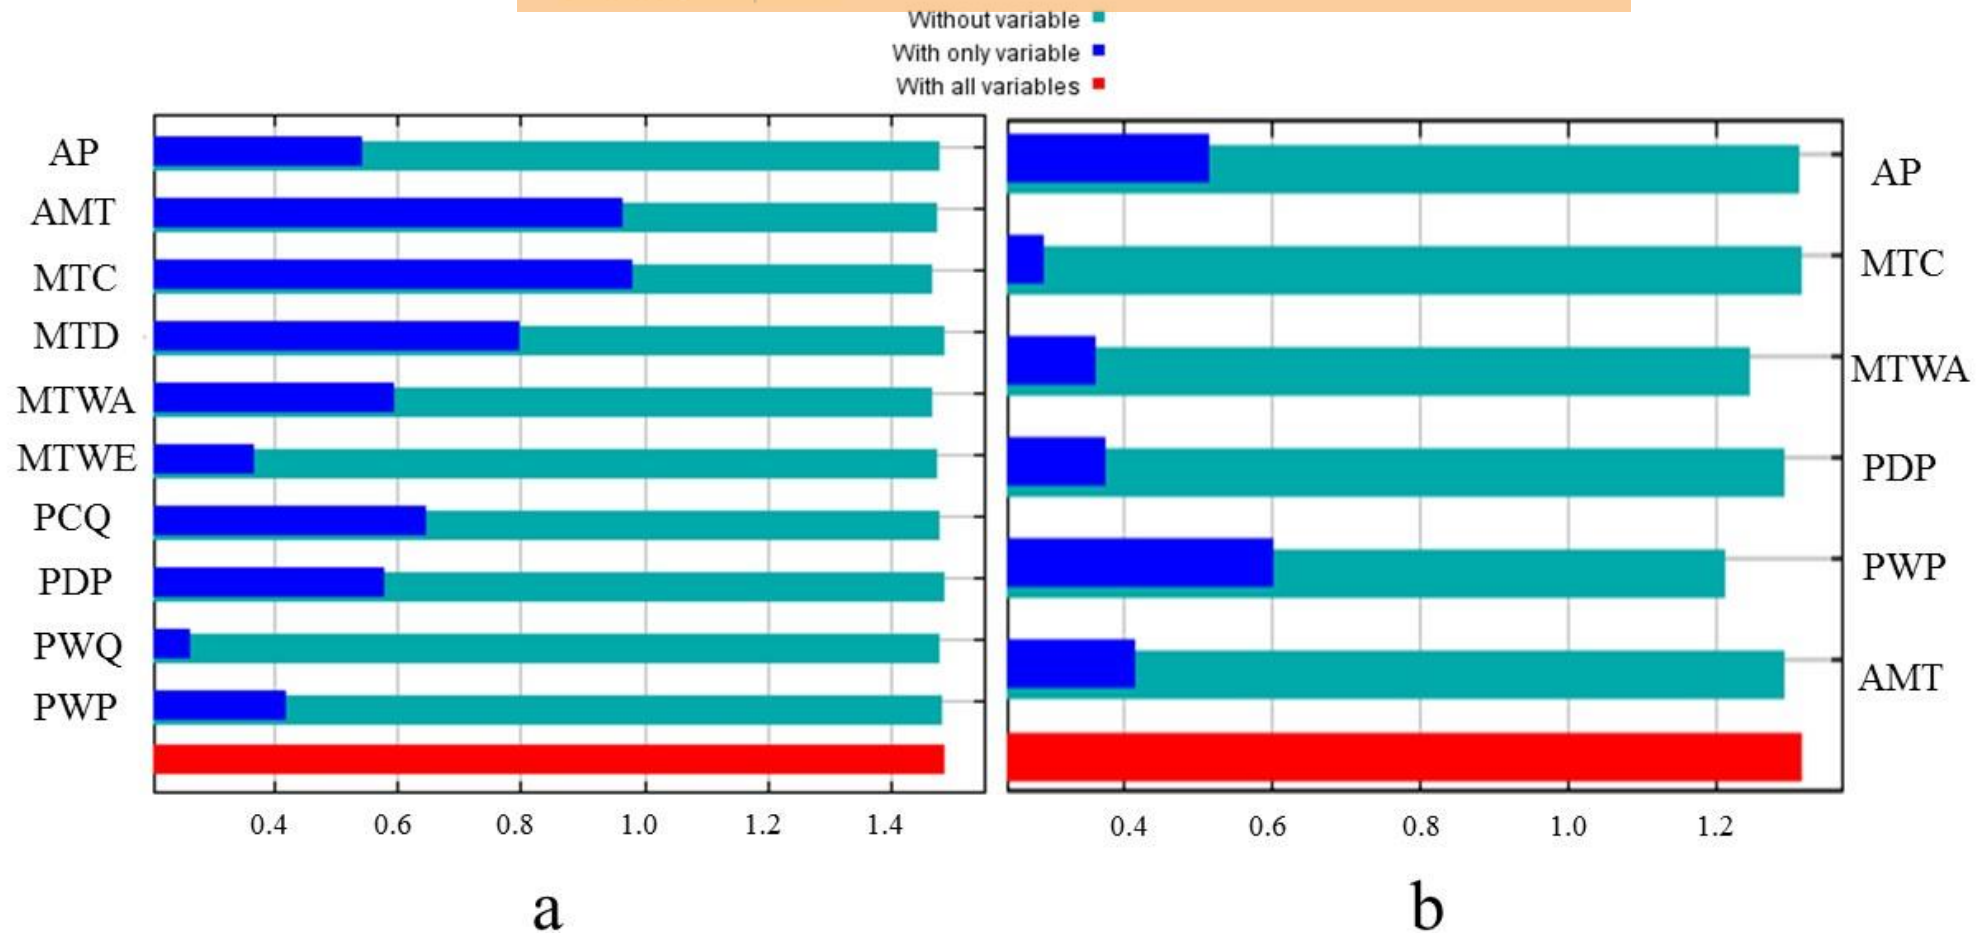 Without variable
With only variable
With all variables
AP
AMT
MTC
MTD
MTWA
MTWE
PCQ
PDP
PWQ
PWP
0.4 0.6 0.8 1.0 1.2 1.4
a
AP
MTC
MTWA
PDP
PWP
AMT
0.4 0.6 0.8 1.0 1.2
b